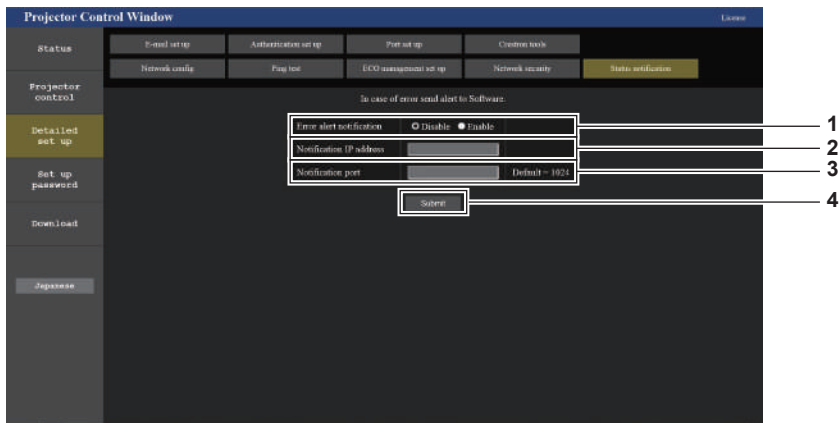 Projector Control Window
License
Status
E-mail set up
Authentication set up
Port set up
Crestron tools
Network config
Ping test
ECO management set up
Network security
Status notification
Projector
control
In case of error send alert to Software.
Detailed
set up
Error alert notification Disable Enable
1
Notification IP address
2
Notification port Default = 1024
3
Set up
password
Submit
4
Download
Japanese